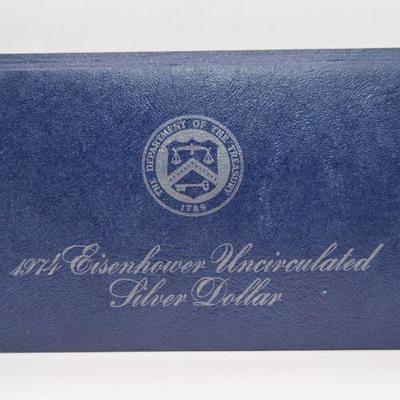 THE DEPARTMENT OF THE TREASURY
1789
1974 Eisenhower Uncirculated
Silver Dollar